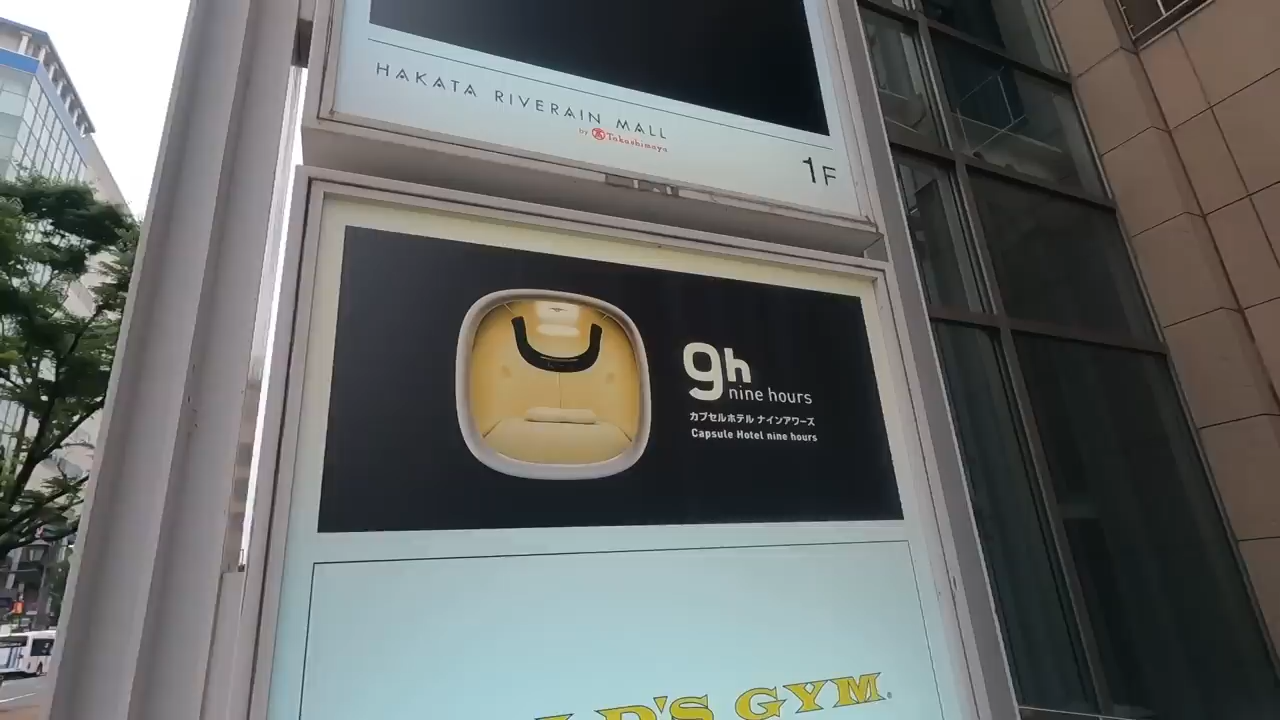 HAKATA RIVERAIN MALL
by Takashimaya
1F
9h
nine hours
カプセルホテル ナインアワーズ
Capsule Hotel nine hours
GYM